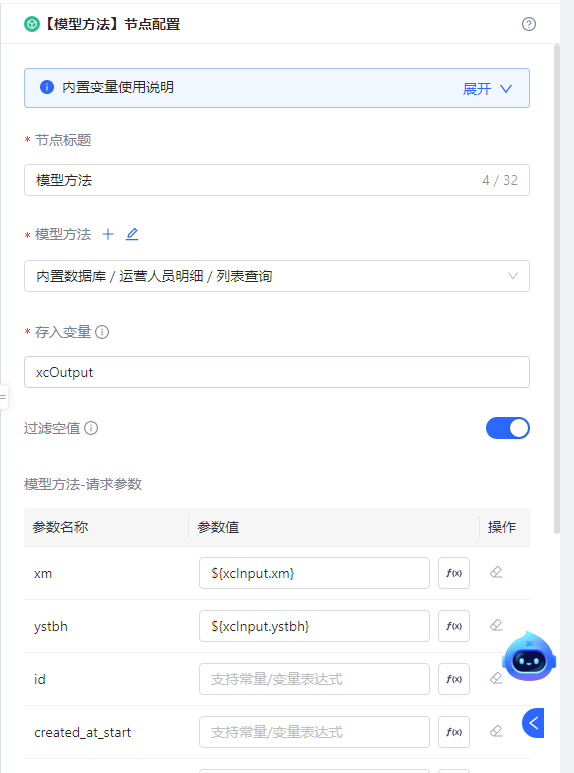 【模型方法】节点配置
内置变量使用说明 展开
* 节点标题
模型方法 4 / 32
* 模型方法
内置数据库 / 运营人员明细 / 列表查询
* 存入变量
xcOutput
过滤空值
模型方法-请求参数
参数名称 参数值 操作
xm ${xcInput.xm} f(x)
ystbh ${xcInput.ystbh} f(x)
id 支持常量/变量表达式 f(x)
created_at_start 支持常量/变量表达式 f(x)